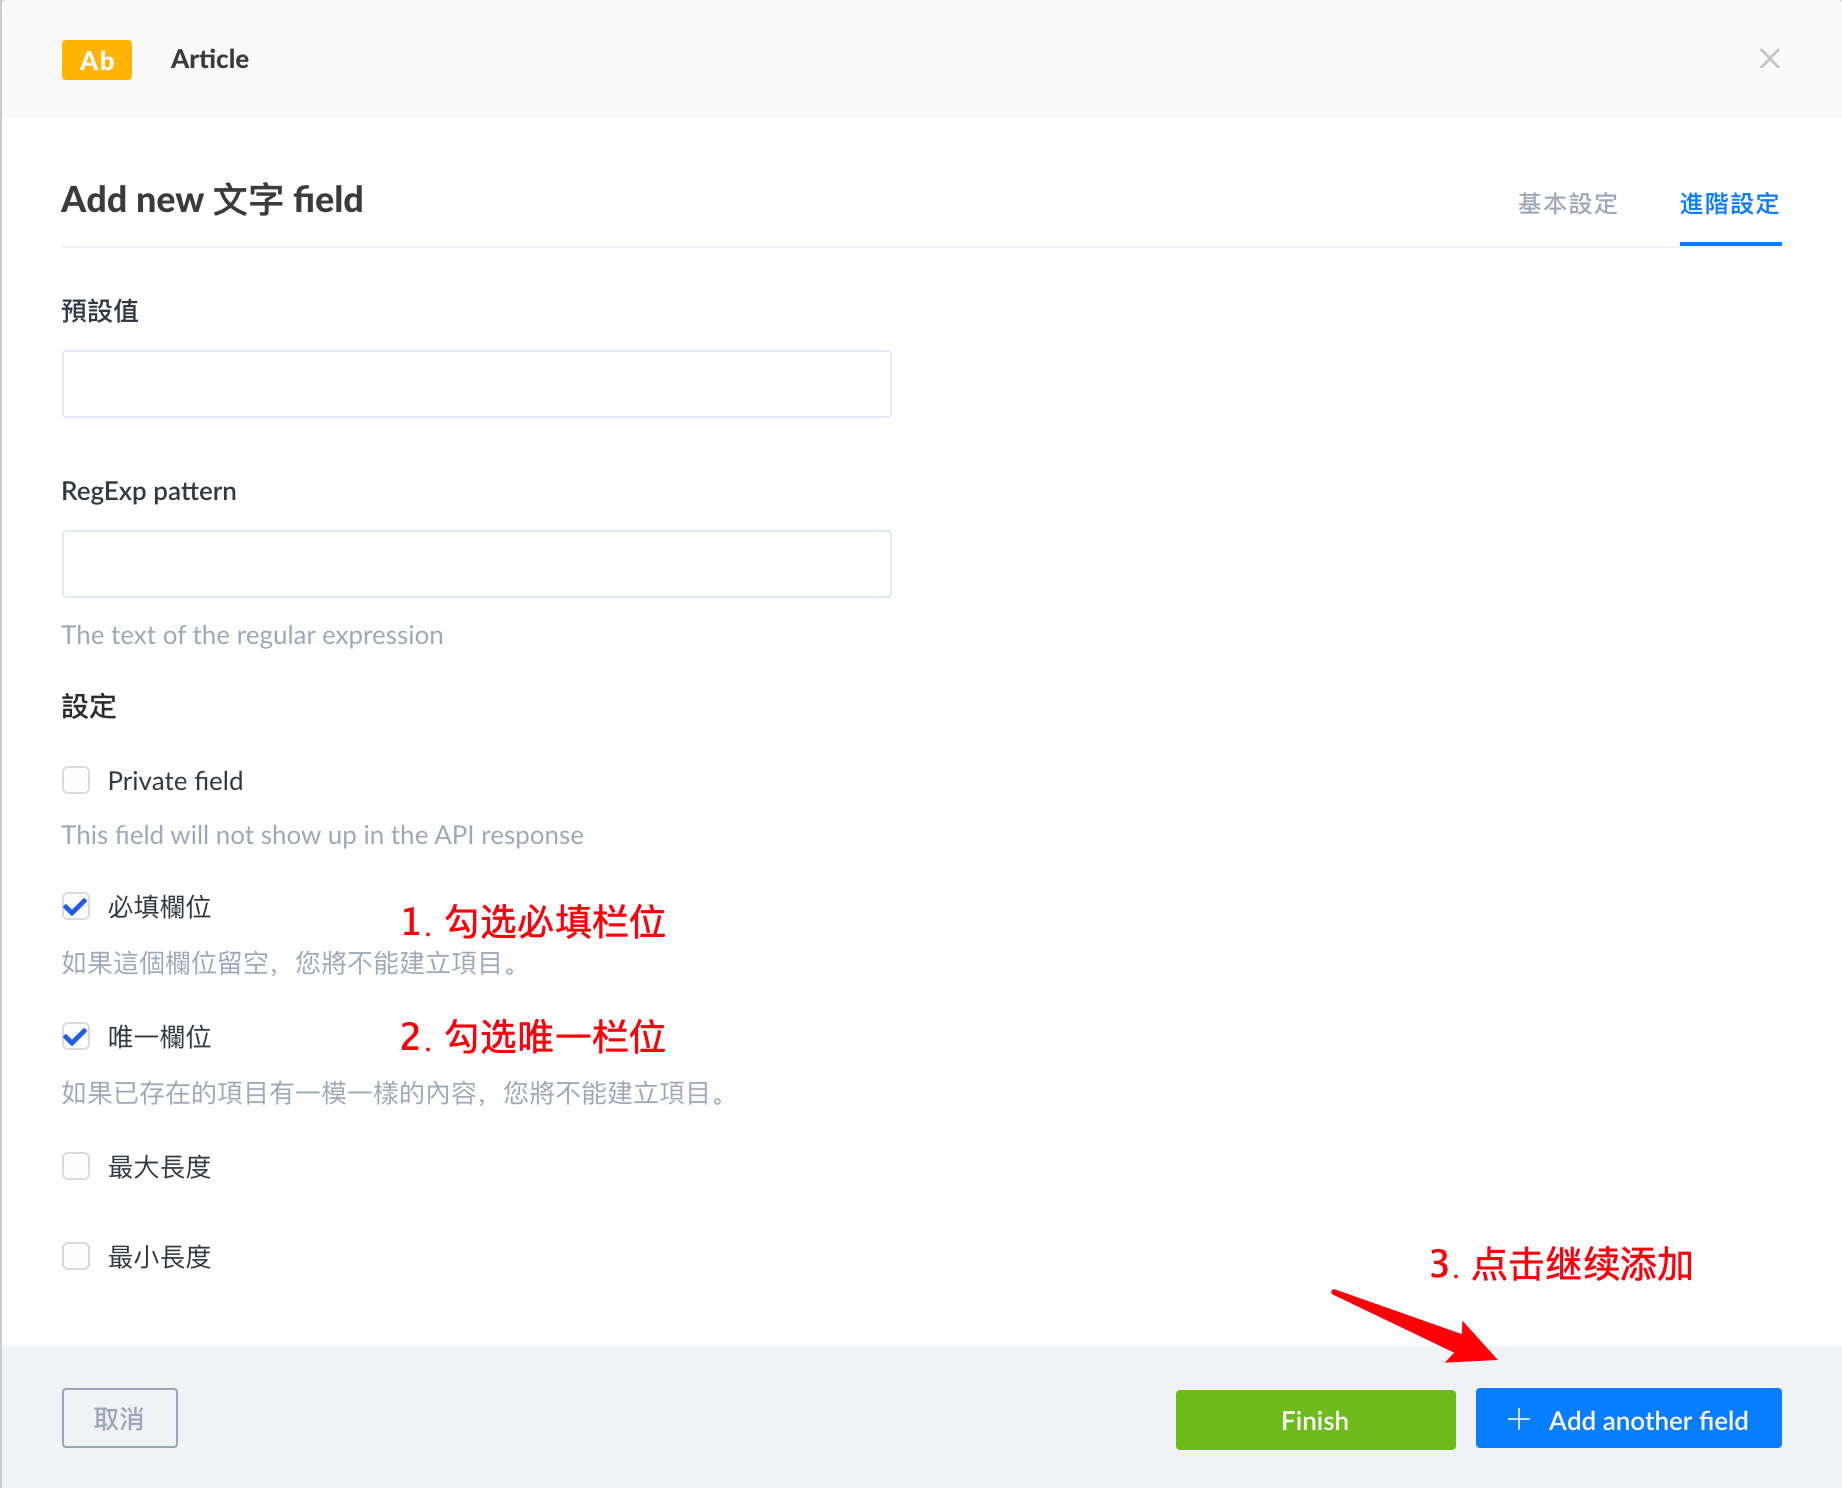 Ab Article
Add new 文字 field
基本設定 進階設定
預設值
RegExp pattern
The text of the regular expression
設定
Private field
This field will not show up in the API response
必填欄位
1. 勾选必填栏位
如果這個欄位留空，您將不能建立項目。
唯一欄位
2. 勾选唯一栏位
如果已存在的項目有一模一樣的內容，您將不能建立項目。
最大長度
最小長度
3. 点击继续添加
取消 Finish + Add another field